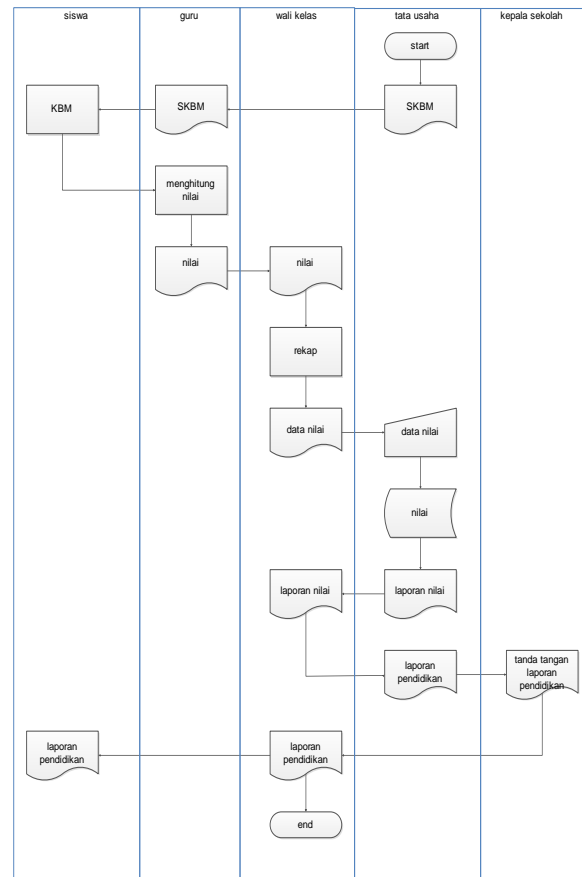 siswa
guru
wali kelas
tata usaha
kepala sekolah
start
KBM
SKBM
SKBM
menghitung
nilai
nilai
nilai
rekap
data nilai
data nilai
nilai
laporan nilai
laporan nilai
laporan
pendidikan
tanda tangan
laporan
pendidikan
laporan
pendidikan
laporan
pendidikan
end